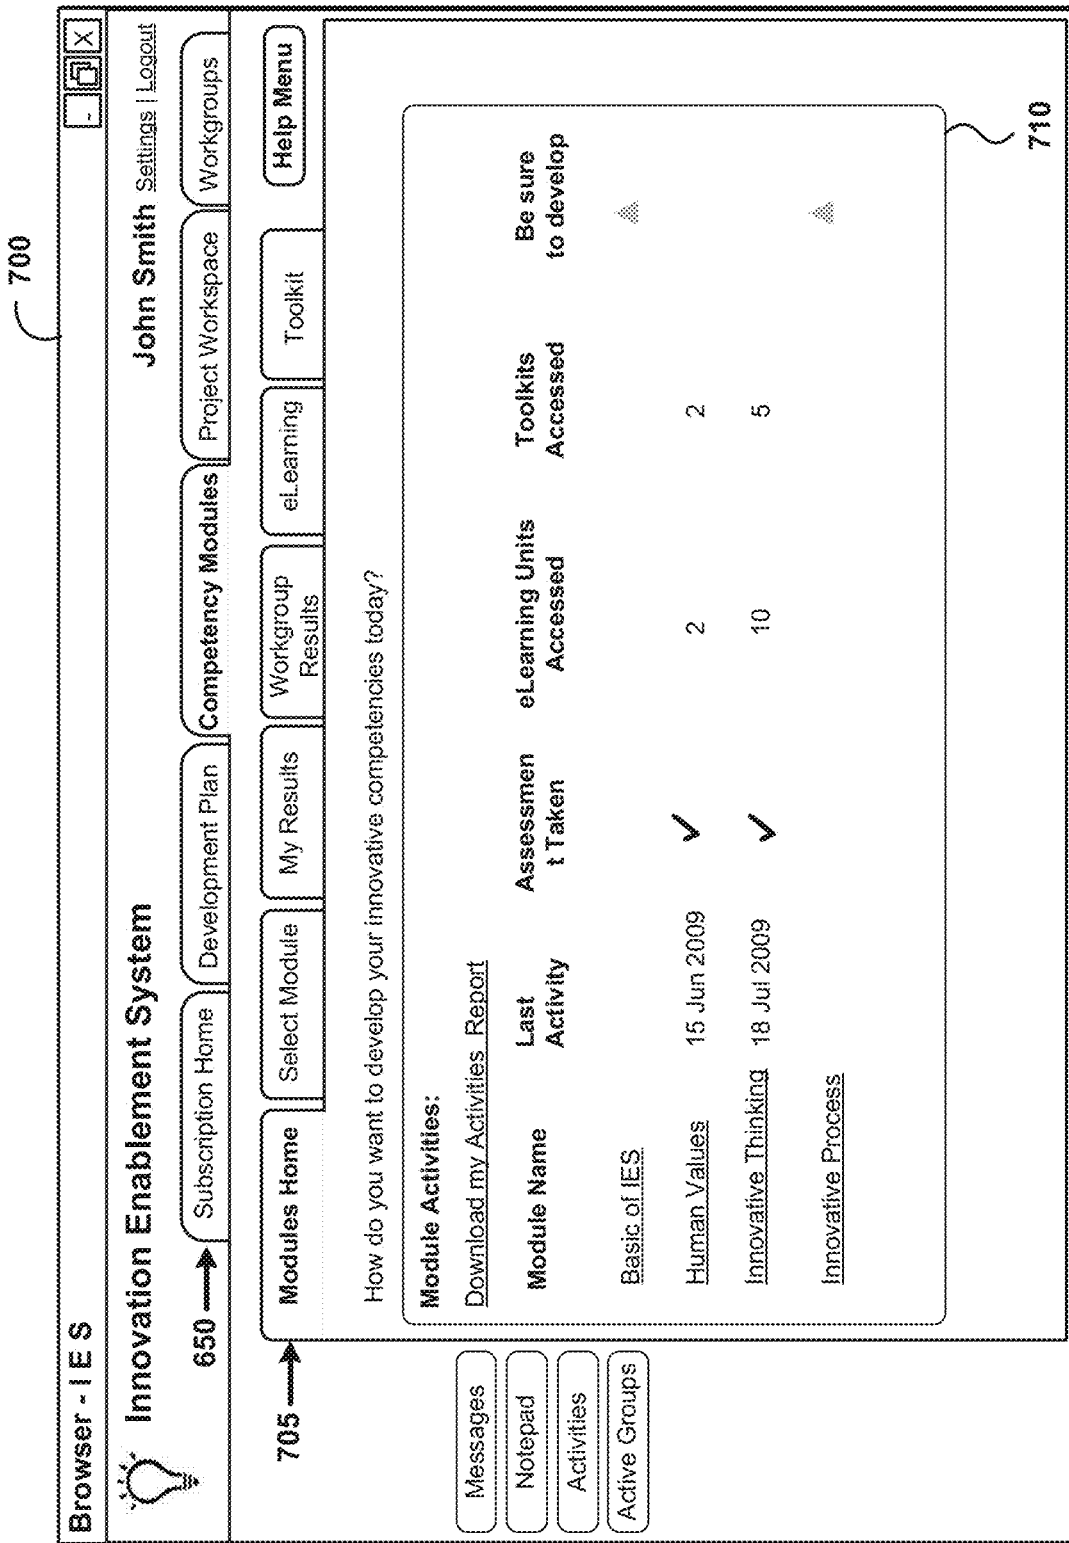 700
Browser - I E S
- X
Innovation Enablement System
John Smith Settings | Logout
650
Subscription Home
Development Plan
Competency Modules
Project Workspace
Workgroups
705
Modules Home
Select Module
My Results
Workgroup
Results
eLearning
Toolkit
Help Menu
Messages
Notepad
Activities
Active Groups
How do you want to develop your innovative competencies today?
Module Activities:
Download my Activities Report
Module Name
Last
Activity
Assessmen
t Taken
eLearning Units
Accessed
Toolkits
Accessed
Be sure
to develop
Basic of IES
Human Values 15 Jun 2009 ✓ 2 2
Innovative Thinking 18 Jul 2009 ✓ 10 5
Innovative Process
710